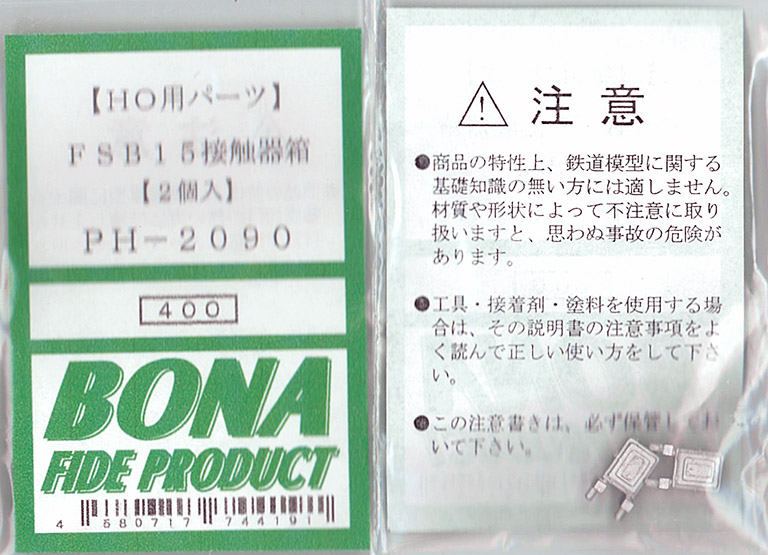 【HO用パーツ】
FSB15接触器箱
【2個入】
PH-2090
400
BONA
FIDE PRODUCT
4 580717 744191
注意
●商品の特性上、鉄道模型に関する
基礎知識の無い方には適しません。
材質や形状によって不注意に取り
扱いますと、思わぬ事故の危険が
あります。
●工具・接着剤・塗料を使用する場
合は、その説明書の注意事項をよ
く読んで正しい使い方をして下さ
い。
●この注意書きは、必ず保管してお
いて下さい。